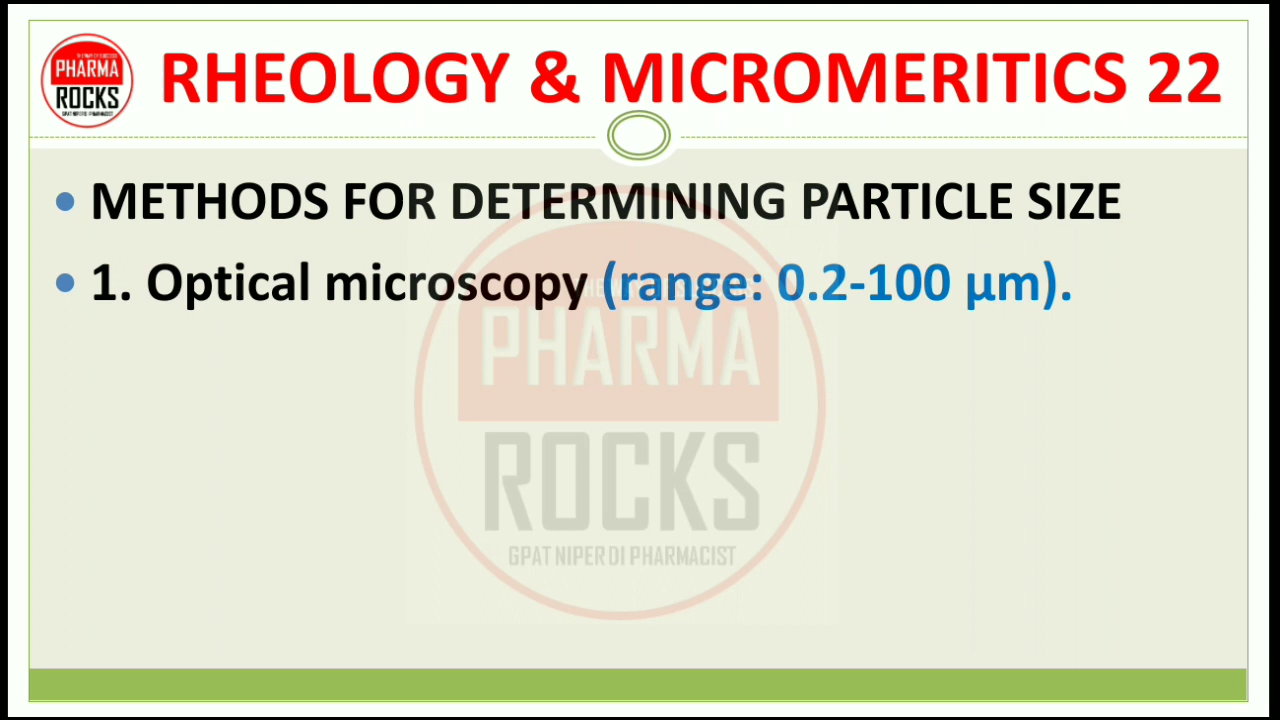 PHARMA
ROCKS
RHEOLOGY & MICROMERITICS 22
• METHODS FOR DETERMINING PARTICLE SIZE
• 1. Optical microscopy (range: 0.2-100 µm).
PHARMA
ROCKS
GPAT NIPER DI PHARMACIST